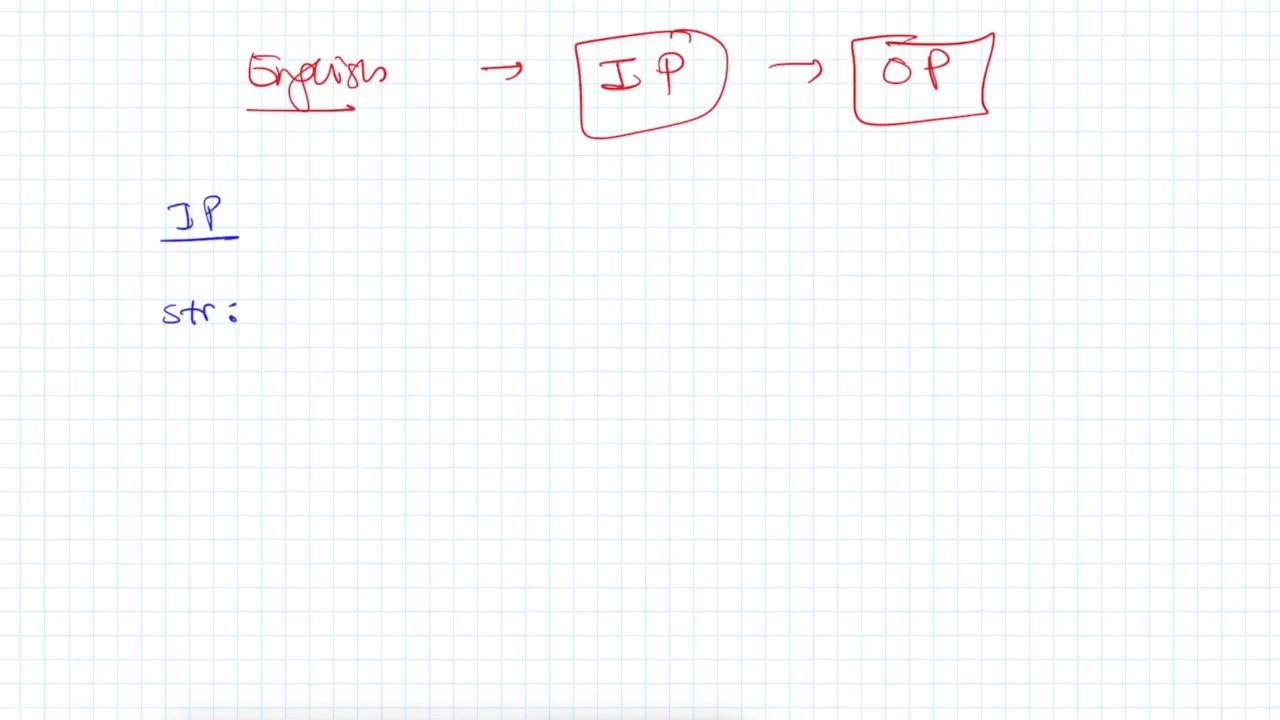 English → IP → OP
IP
str: